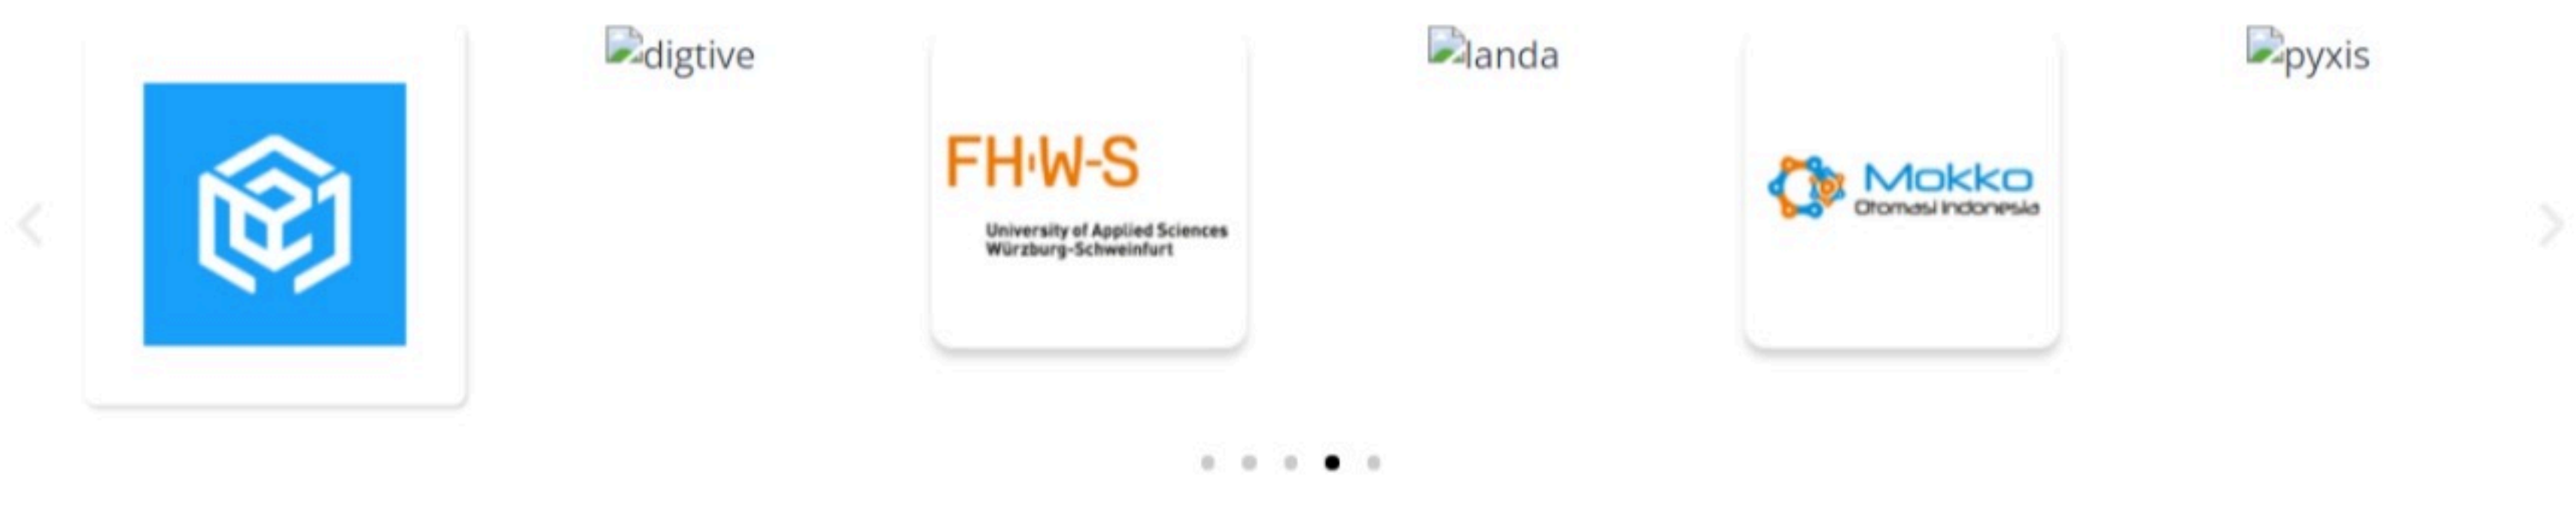 digtive
landa
pyxis
FH-W-S
University of Applied Sciences
Würzburg-Schweinfurt
Mokko
Otomasi Indonesia